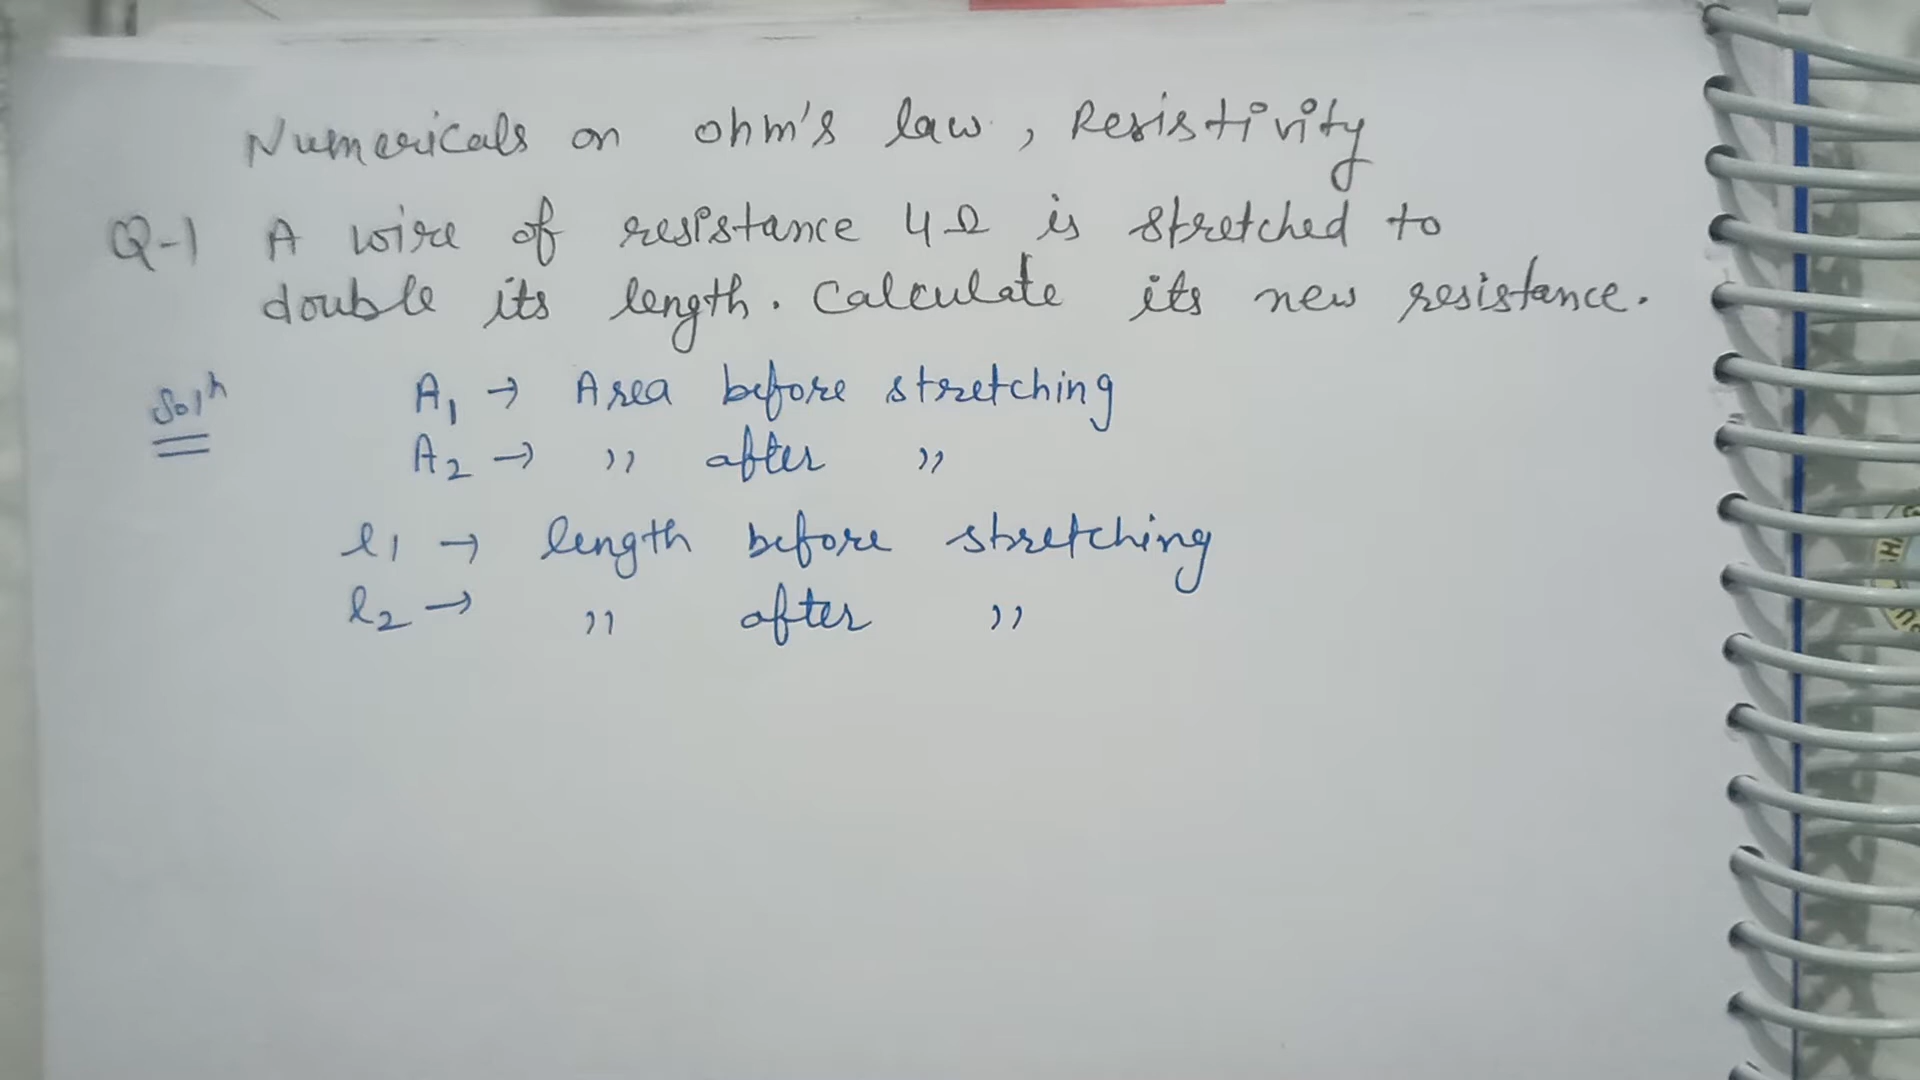 Numericals on ohm's law, Resistivity
Q-1 A wire of resistance 4Ω is stretched to
double its length. Calculate its new resistance.
Solⁿ A₁ → Area before stretching
A₂ → ,, after ,,
l₁ → length before stretching
l₂ → ,, after ,,